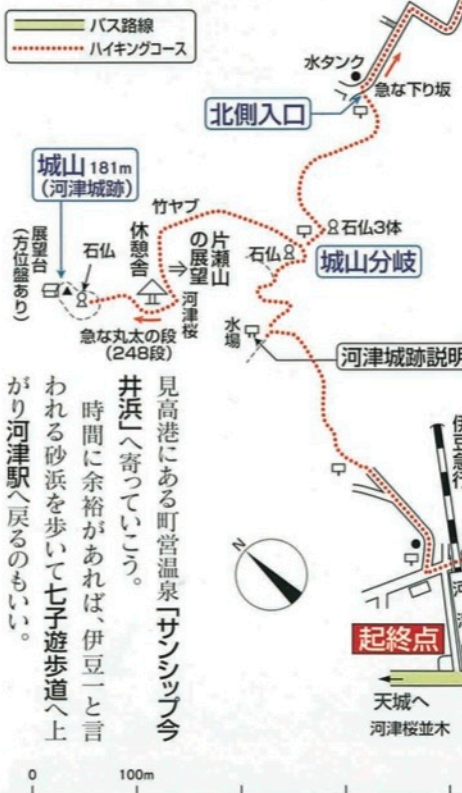 バス路線
ハイキングコース
水タンク
急な下り坂
北側入口
城山 181m
(河津城跡)
竹ヤブ
石仏3体
石仏
城山分岐
展望台
(方位盤あり)
石仏
休憩舎
片瀬山
の展望
河津桜
急な丸太の段
(248段)
水場
河津城跡説明
伊豆急行
見高港にある町営温泉「サンシップ今
井浜」へ寄っていこう。
時間に余裕があれば、伊豆一と言
われる砂浜を歩いて七子遊歩道へ上
がり河津駅へ戻るのもいい。
N
起終点
天城へ
河津桜並木
0
100m